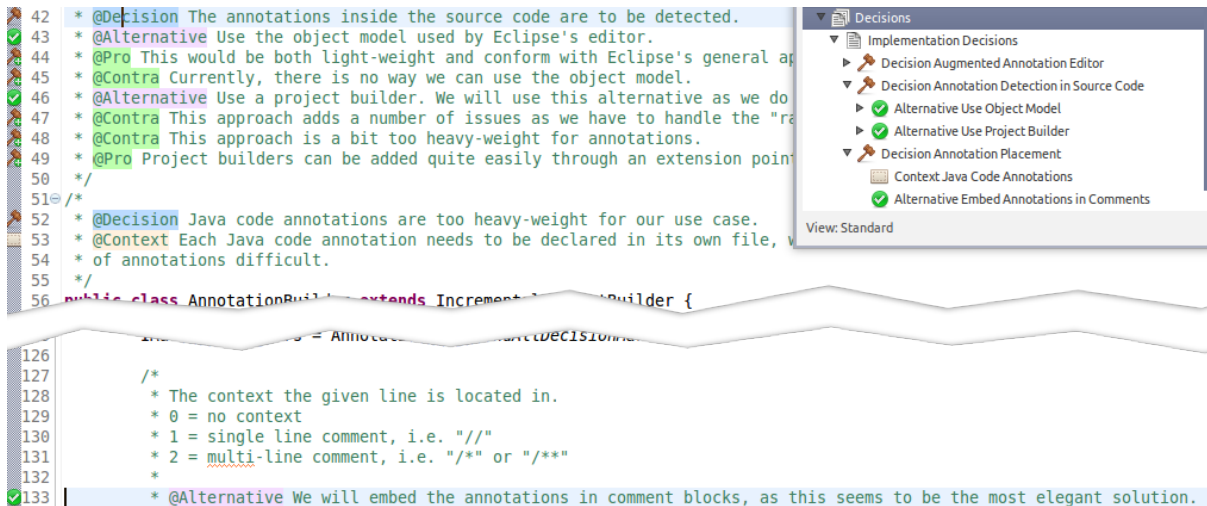 42 * @Decision The annotations inside the source code are to be detected.
43 * @Alternative Use the object model used by Eclipse's editor.
44 * @Pro This would be both light-weight and conform with Eclipse's general
45 * @Contra Currently, there is no way we can use the object model.
46 * @Alternative Use a project builder. We will use this alternative as we do
47 * @Contra This approach adds a number of issues as we have to handle the
48 * @Contra This approach is a bit too heavy-weight for annotations.
49 * @Pro Project builders can be added quite easily through an extension
50 */
51 /*
52 * @Decision Java code annotations are too heavy-weight for our use case.
53 * @Context Each Java code annotation needs to be declared in its own file,
54 * of annotations difficult.
55 */
56 public class AnnotationBuilder extends {
Decisions
Implementation Decisions
Decision Augmented Annotation Editor
Decision Annotation Detection in Source Code
Alternative Use Object Model
Alternative Use Project Builder
Decision Annotation Placement
Context Java Code Annotations
Alternative Embed Annotations in Comments
View: Standard
126
127 /*
128 * The context the given line is located in.
129 * 0 = no context
130 * 1 = single line comment, i.e. "//"
131 * 2 = multi-line comment, i.e. "/*" or "/**"
132 *
133 * @Alternative We will embed the annotations in comment blocks, as this seems to be the most elegant solution.